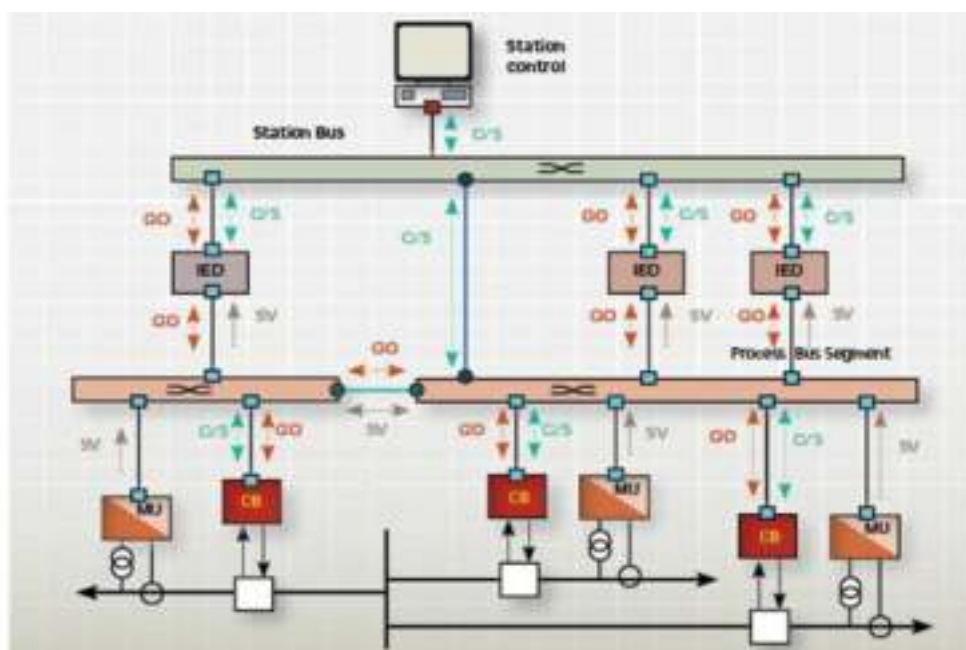 Station
control
Station Bus
C/S
GO
C/S
C/S
GO
C/S
GO
C/S
IED
IED
IED
GO
SV
GO
SV
GO
SV
GO
Process Bus Segment
SV
SV
C/S
GO
GO
C/S
SV
GO
C/S
SV
MU
CB
CB
MU
CB
MU